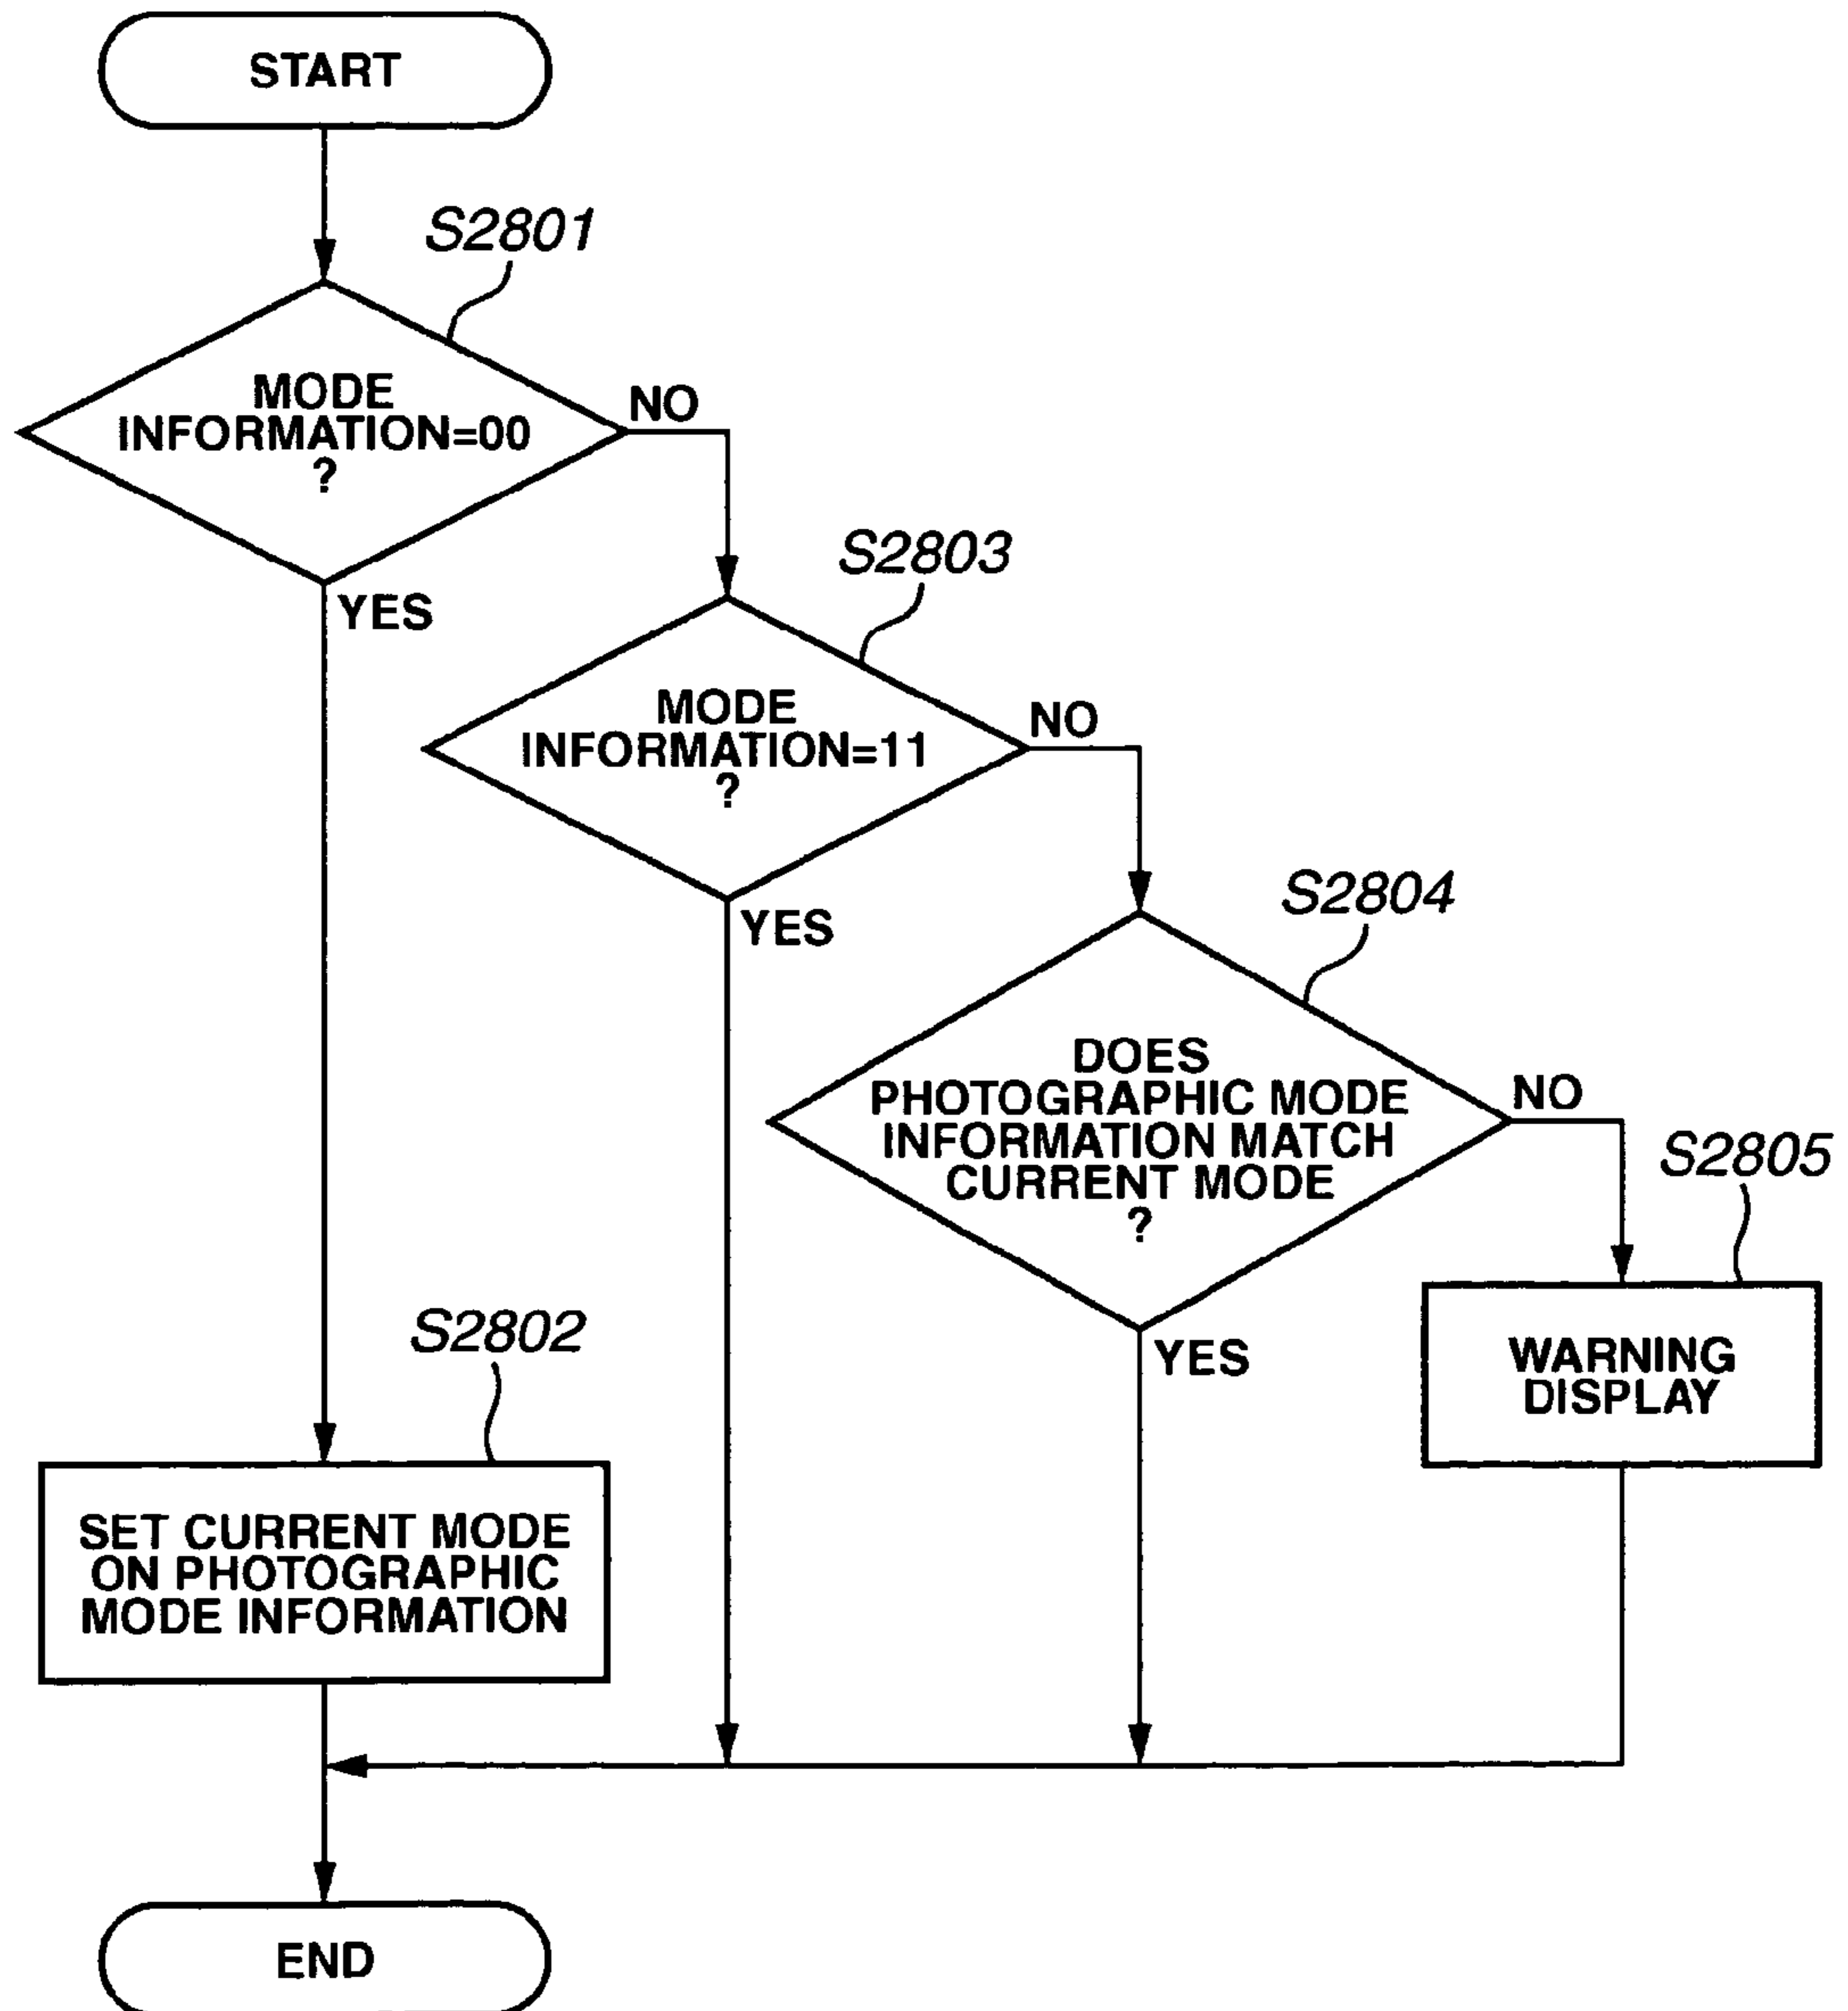 START
S2801
MODE
INFORMATION=00
?
NO
YES
S2803
MODE
INFORMATION=11
?
NO
YES
S2804
DOES
PHOTOGRAPHIC MODE
INFORMATION MATCH
CURRENT MODE
?
NO
YES
S2805
WARNING
DISPLAY
S2802
SET CURRENT MODE
ON PHOTOGRAPHIC
MODE INFORMATION
END